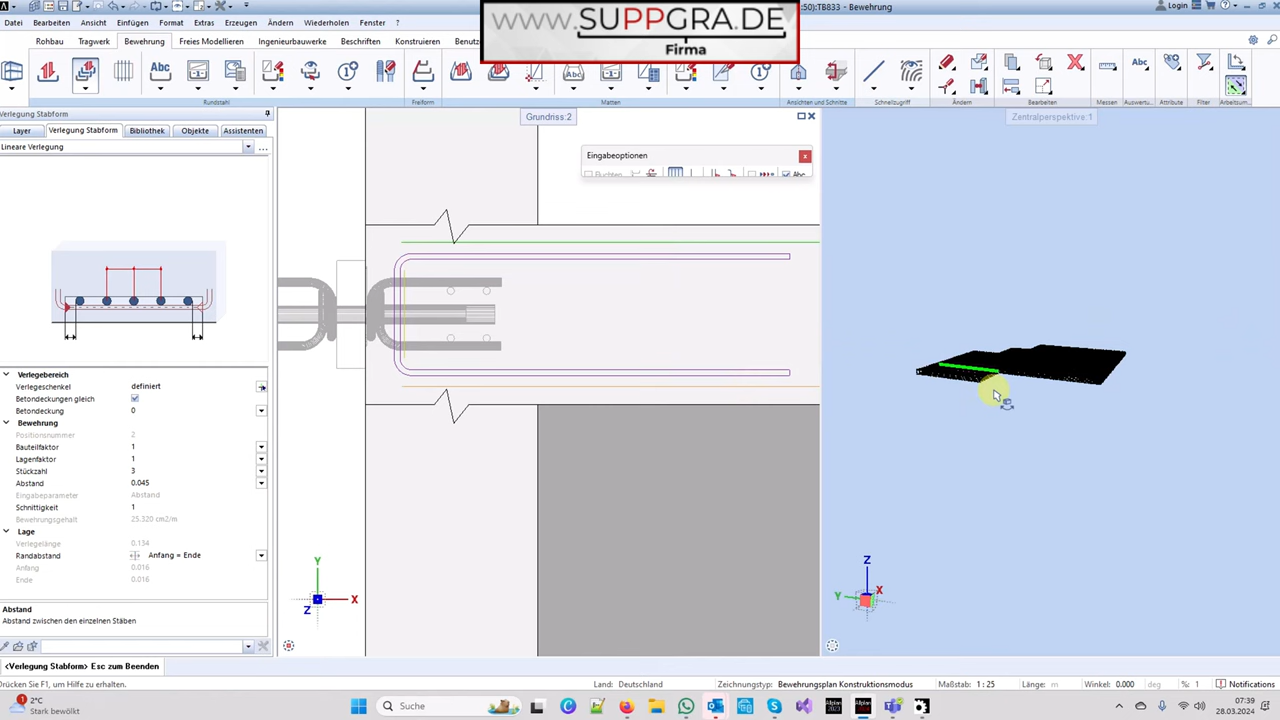 :50):TB833 - Bewehrung
Login
Datei Bearbeiten Ansicht Einfügen Format Extras Erzeugen Ändern Wiederholen Fenster ?
www.SUPPGRA.DE
Firma
Rohbau Tragwerk Bewehrung Freies Modellieren Ingenieurbauwerke Beschriften Konstruieren Benutz
Rundstahl Freiform Matten Ansichten und Schnitte Schnellzugriff Ändern Bearbeiten Messen Auswertu... Attribute Filter Arbeitsum...
Verlegung Stabform
Layer Verlegung Stabform Bibliothek Objekte Assistenten
Lineare Verlegung
Grundriss:2
Eingabeoptionen
Fluchten Abc
Zentralperspektive:1
Verlegebereich
Verlegeschenkel definiert
Betondeckungen gleich
Betondeckung 0
Bewehrung
Positionsnummer 2
Bauteilfaktor 1
Lagenfaktor 1
Stückzahl 3
Abstand 0.045
Eingabeparameter Abstand
Schnittigkeit 1
Bewehrungsgehalt 25.320 cm2/m
Lage
Verlegelänge 0.134
Randabstand Anfang = Ende
Anfang 0.016
Ende 0.016
Abstand
Abstand zwischen den einzelnen Stäben
Y
X
Z
Z
Y
X
<Verlegung Stabform> Esc zum Beenden
Drücken Sie F1, um Hilfe zu erhalten.
Land: Deutschland Zeichnungstyp: Bewehrungsplan Konstruktionsmodus Maßstab: 1 : 25 Länge: m Winkel: 0.000 deg %: 1 Notifications
2°C
Stark bewölkt
Suche
07:39
28.03.2024